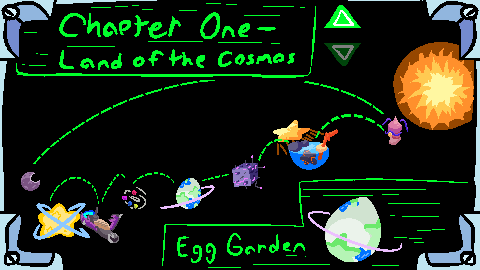 Chapter One-
Land of the Cosmos
Egg Garden